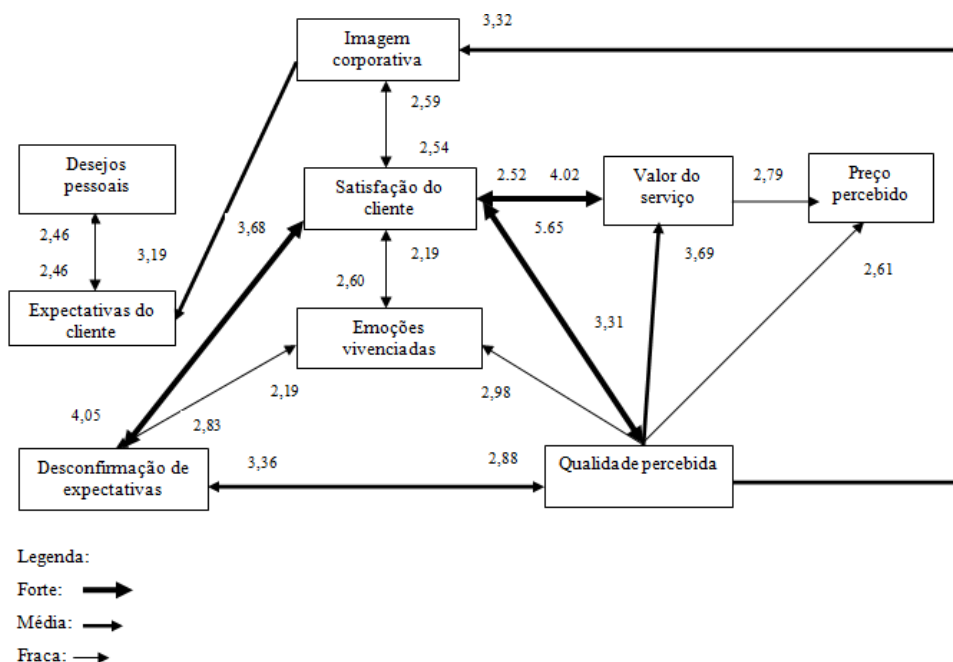 3,32
Imagem
corporativa
2,59
Desejos
pessoais
2,54
Satisfação do
cliente
2.52
4.02
Valor do
serviço
2,79
Preço
percebido
2,46
3,19
3,68
5.65
2,19
3,69
2,61
2,46
2,60
Expectativas do
cliente
Emoções
vivenciadas
3,31
2,19
2,98
4,05
2,83
Desconfirmação de
expectativas
3,36
2,88
Qualidade percebida
Legenda:
Forte:
Média:
Fraca: